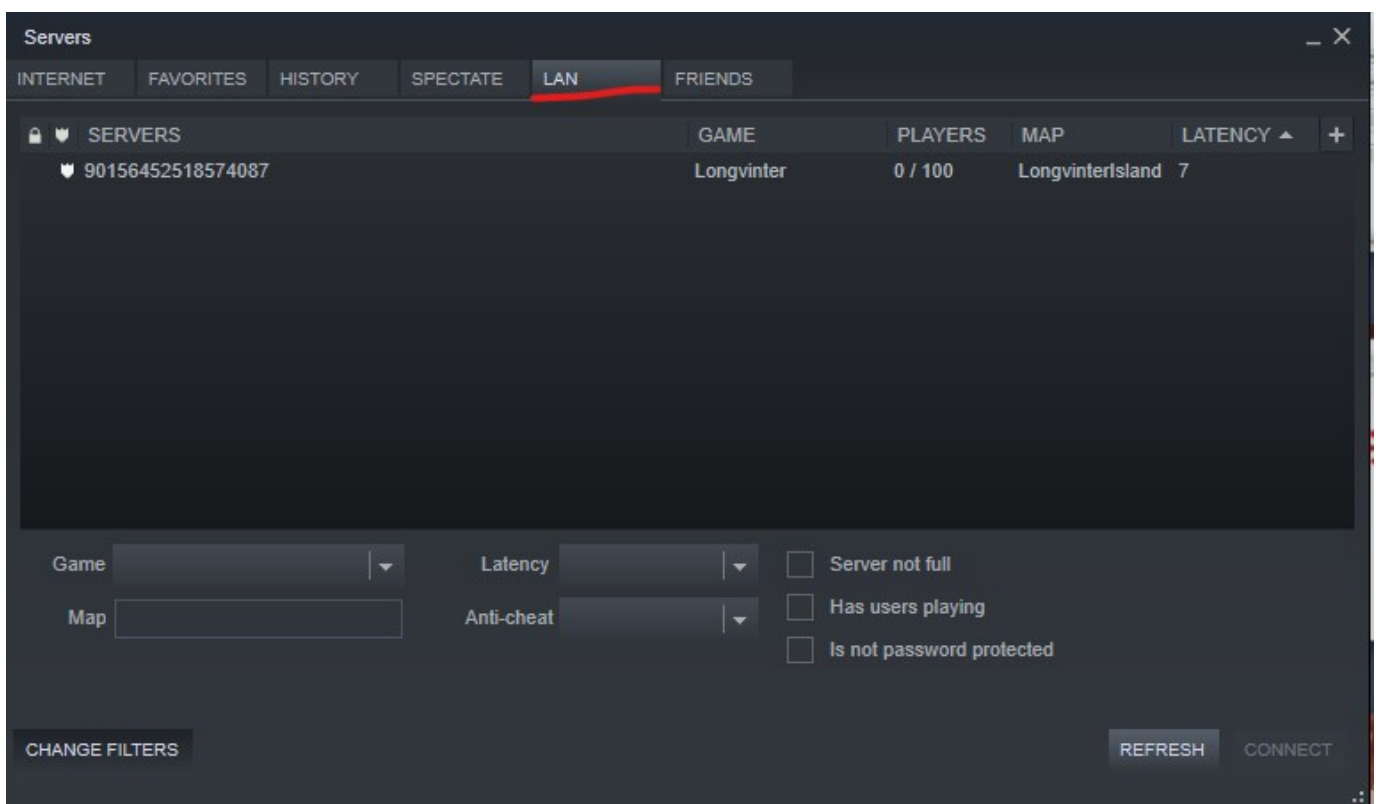 Servers
INTERNET FAVORITES HISTORY SPECTATE LAN FRIENDS
SERVERS GAME PLAYERS MAP LATENCY
90156452518574087 Longvinter 0 / 100 LongvinterIsland 7
Game Latency Server not full
Map Anti-cheat Has users playing
Is not password protected
CHANGE FILTERS REFRESH CONNECT